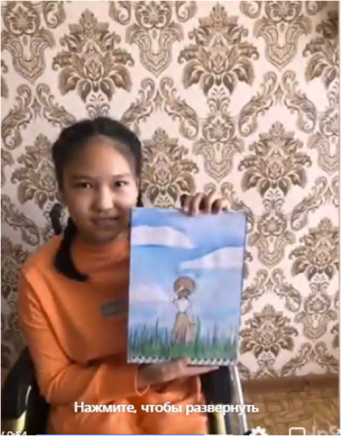 Нажмите, чтобы развернуть